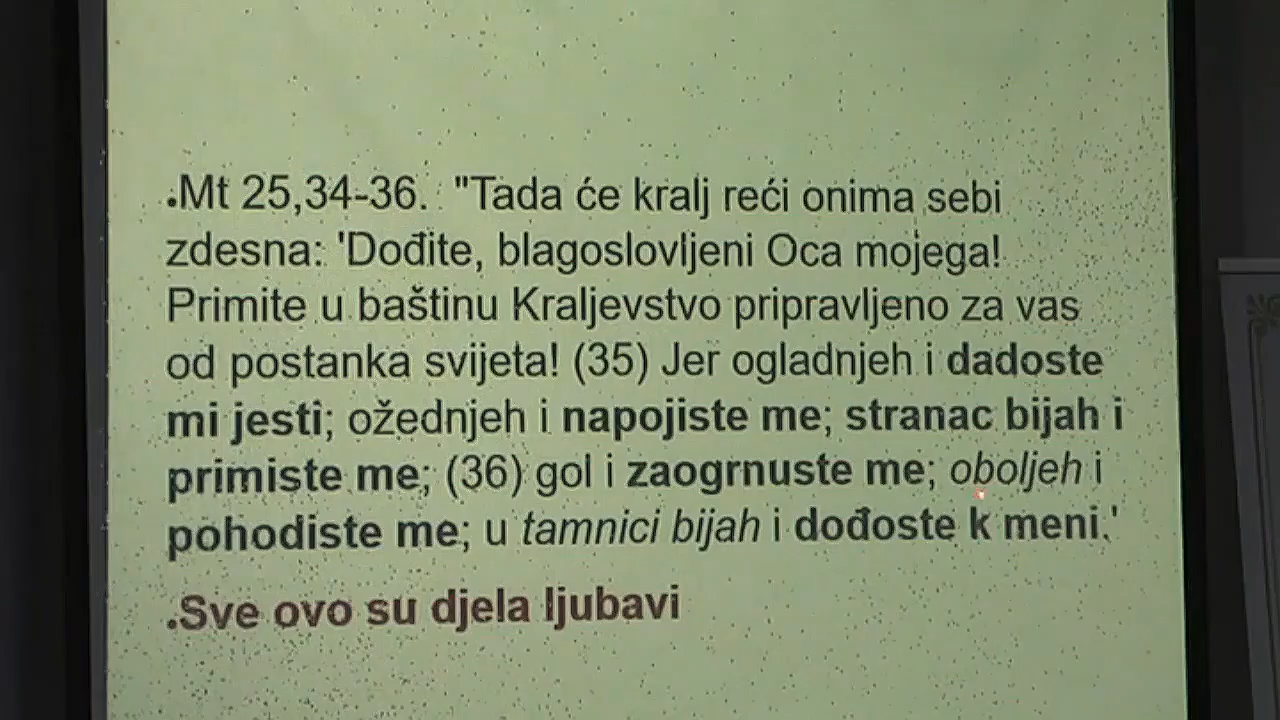 .Mt 25,34-36. "Tada će kralj reći onima sebi
zdesna: 'Dođite, blagoslovljeni Oca mojega!
Primite u baštinu Kraljevstvo pripravljeno za vas
od postanka svijeta! (35) Jer ogladnjeh i dadoste
mi jesti; ožednjeh i napojiste me; stranac bijah i
primiste me; (36) gol i zaogrnuste me; oboljeh i
pohodiste me; u tamnici bijah i dođoste k meni.'
.Sve ovo su djela ljubavi